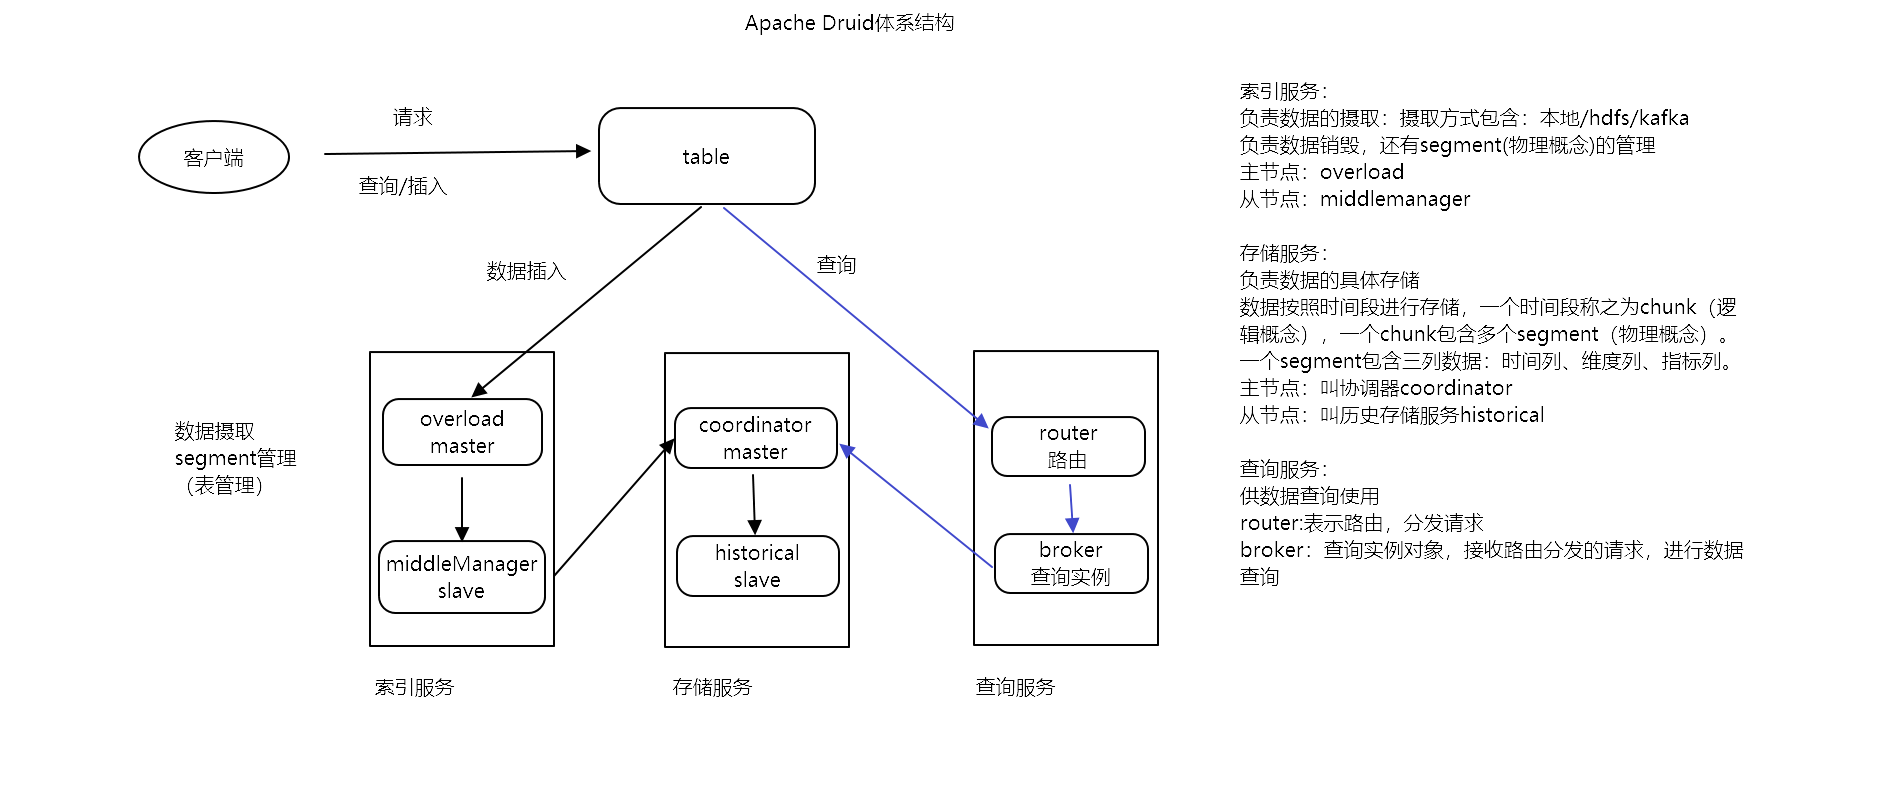 Apache Druid体系结构
请求
客户端
table
查询/插入
数据插入
查询
overload
master
数据摄取
segment管理
（表管理）
middleManager
slave
coordinator
master
historical
slave
router
路由
broker
查询实例
索引服务
存储服务
查询服务
索引服务：
负责数据的摄取：摄取方式包含：本地/hdfs/kafka
负责数据销毁，还有segment(物理概念)的管理
主节点：overload
从节点：middlemanager
存储服务：
负责数据的具体存储
数据按照时间段进行存储，一个时间段称之为chunk（逻
辑概念），一个chunk包含多个segment（物理概念）。
一个segment包含三列数据：时间列、维度列、指标列。
主节点：叫协调器coordinator
从节点：叫历史存储服务historical
查询服务：
供数据查询使用
router:表示路由，分发请求
broker：查询实例对象，接收路由分发的请求，进行数据
查询